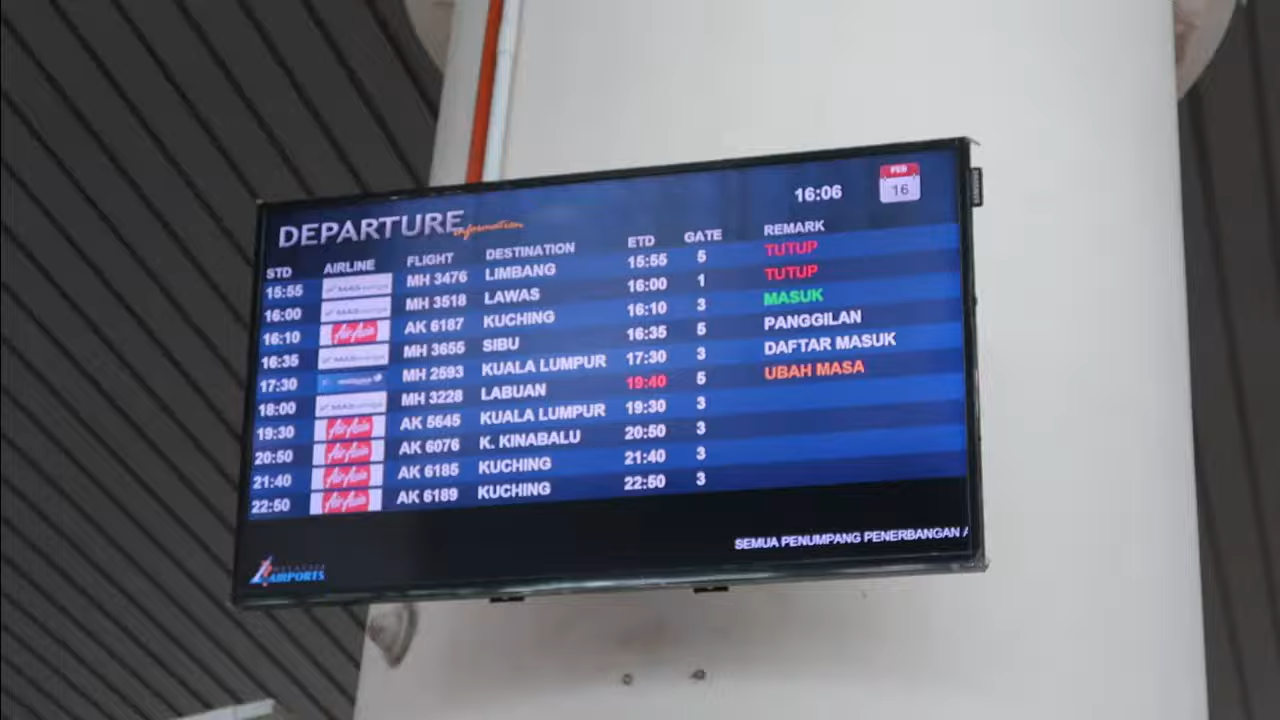 16:06 FEB 16
DEPARTURE information
STD AIRLINE FLIGHT DESTINATION ETD GATE REMARK
15:55 MASwings MH 3476 LIMBANG 15:55 5 TUTUP
16:00 MASwings MH 3518 LAWAS 16:00 1 TUTUP
16:10 AirAsia AK 6187 KUCHING 16:10 3 MASUK
16:35 MASwings MH 3655 SIBU 16:35 5 PANGGILAN
17:30 MH 2593 KUALA LUMPUR 17:30 3 DAFTAR MASUK
18:00 MASwings MH 3228 LABUAN 19:40 5 UBAH MASA
19:30 AirAsia AK 5645 KUALA LUMPUR 19:30 3
20:50 AirAsia AK 6076 K. KINABALU 20:50 3
21:40 AirAsia AK 6185 KUCHING 21:40 3
22:50 AirAsia AK 6189 KUCHING 22:50 3
SEMUA PENUMPANG PENERBANGAN A
MALAYSIA
AIRPORTS
SAMSUNG